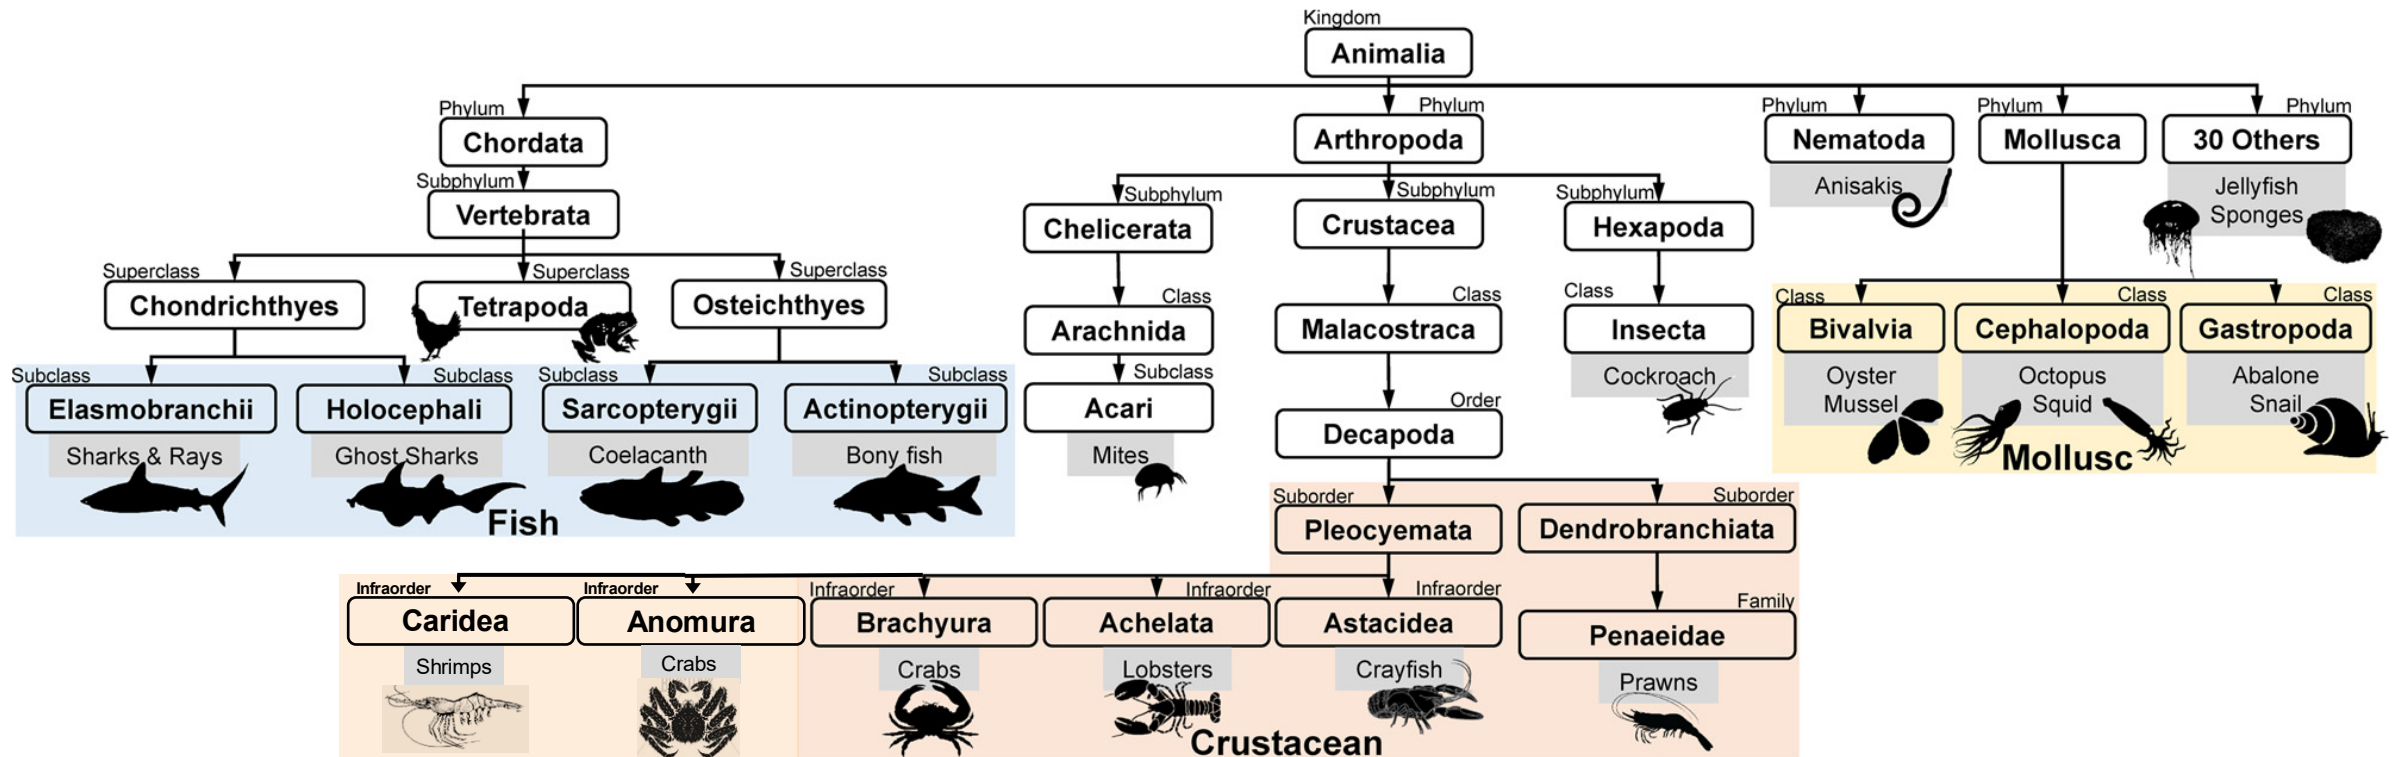 Kingdom
Animalia
Phylum
Chordata
Phylum
Arthropoda
Phylum
Nematoda
Anisakis
Phylum
Mollusca
Phylum
30 Others
Jellyfish
Sponges
Subphylum
Vertebrata
Subphylum
Chelicerata
Subphylum
Crustacea
Subphylum
Hexapoda
Superclass
Chondrichthyes
Superclass
Tetrapoda
Superclass
Osteichthyes
Class
Arachnida
Class
Malacostraca
Class
Insecta
Cockroach
Class
Bivalvia
Oyster
Mussel
Class
Cephalopoda
Octopus
Squid
Class
Gastropoda
Abalone
Snail
Mollusc
Subclass
Elasmobranchii
Sharks & Rays
Subclass
Holocephali
Ghost Sharks
Subclass
Sarcopterygii
Coelacanth
Subclass
Actinopterygii
Bony fish
Fish
Subclass
Acari
Mites
Order
Decapoda
Suborder
Pleocyemata
Suborder
Dendrobranchiata
Infraorder
Caridea
Shrimps
Infraorder
Anomura
Crabs
Infraorder
Brachyura
Crabs
Infraorder
Achelata
Lobsters
Infraorder
Astacidea
Crayfish
Family
Penaeidae
Prawns
Crustacean